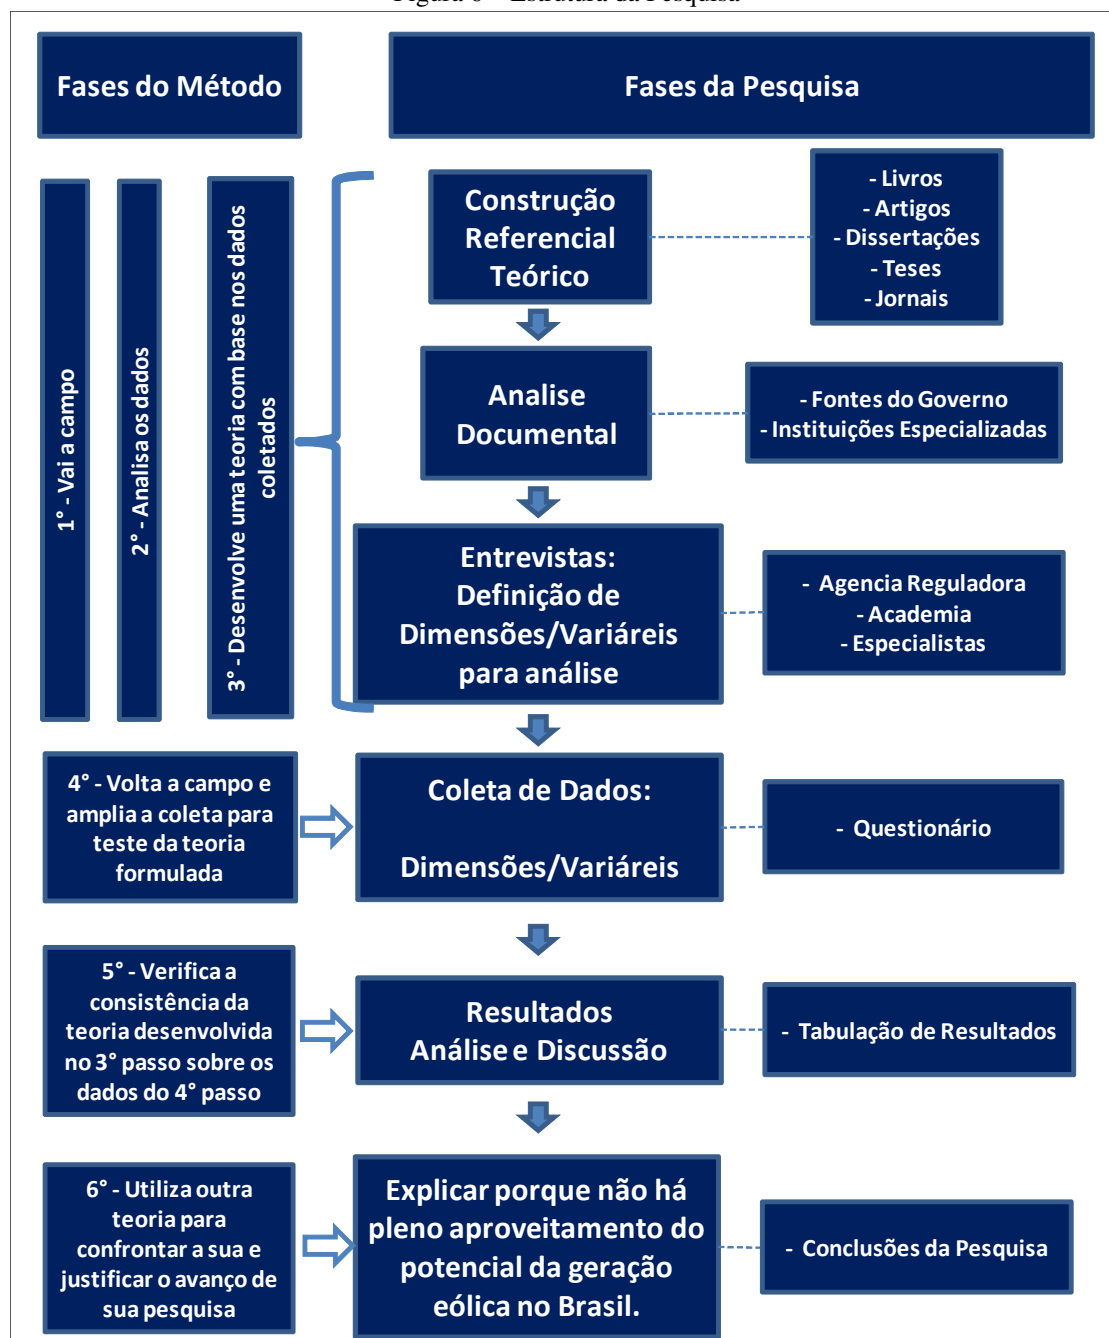 Figura 6 – Estrutura da Pesquisa
Fases do Método
Fases da Pesquisa
1° - Vai a campo
2° - Analisa os dados
3° - Desenvolve uma teoria com base nos dados
coletados
Construção
Referencial
Teórico
- Livros
- Artigos
- Dissertações
- Teses
- Jornais
Analise
Documental
- Fontes do Governo
- Instituições Especializadas
Entrevistas:
Definição de
Dimensões/Variáreis
para análise
- Agencia Reguladora
- Academia
- Especialistas
4° - Volta a campo e
amplia a coleta para
teste da teoria
formulada
Coleta de Dados:
Dimensões/Variáreis
- Questionário
5° - Verifica a
consistência da
teoria desenvolvida
no 3° passo sobre os
dados do 4° passo
Resultados
Análise e Discussão
- Tabulação de Resultados
6° - Utiliza outra
teoria para
confrontar a sua e
justificar o avanço de
sua pesquisa
Explicar porque não há
pleno aproveitamento do
potencial da geração
eólica no Brasil.
- Conclusões da Pesquisa